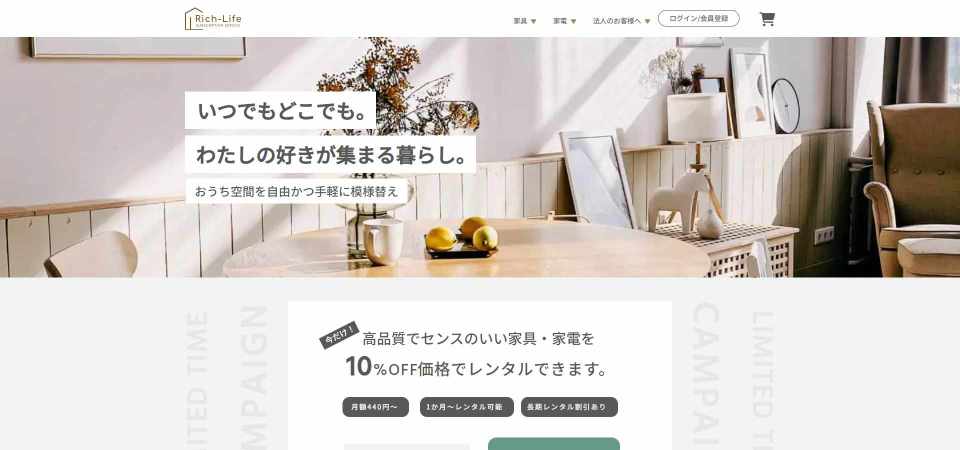 Rich-Life
SUBSCRIPTION SERVICE
家具 ▼
家電 ▼
法人のお客様へ ▼
ログイン/会員登録
いつでもどこでも。
わたしの好きが集まる暮らし。
おうち空間を自由かつ手軽に模様替え
今だけ！
高品質でセンスのいい家具・家電を
10%OFF価格でレンタルできます。
月額440円〜
1か月〜レンタル可能
長期レンタル割引あり